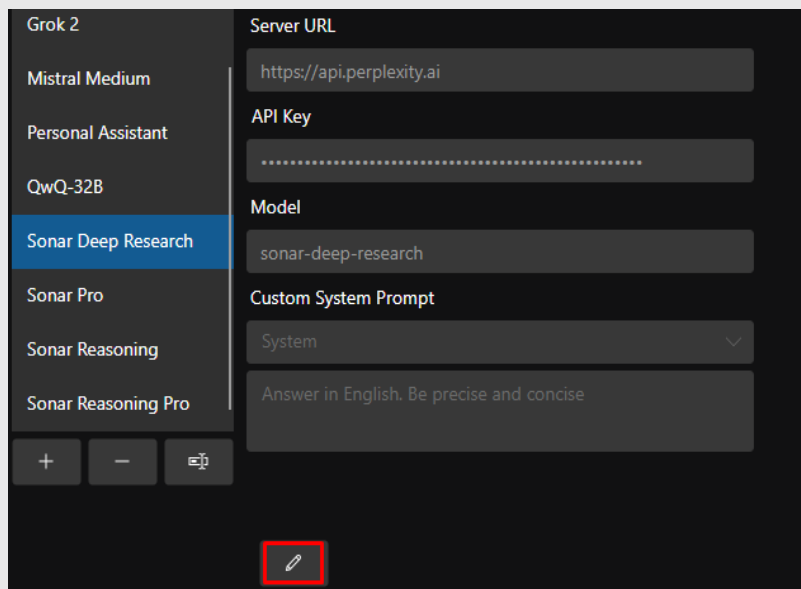 Grok 2
Mistral Medium
Personal Assistant
QwQ-32B
Sonar Deep Research
Sonar Pro
Sonar Reasoning
Sonar Reasoning Pro
Server URL
https://api.perplexity.ai
API Key
Model
sonar-deep-research
Custom System Prompt
System
Answer in English. Be precise and concise